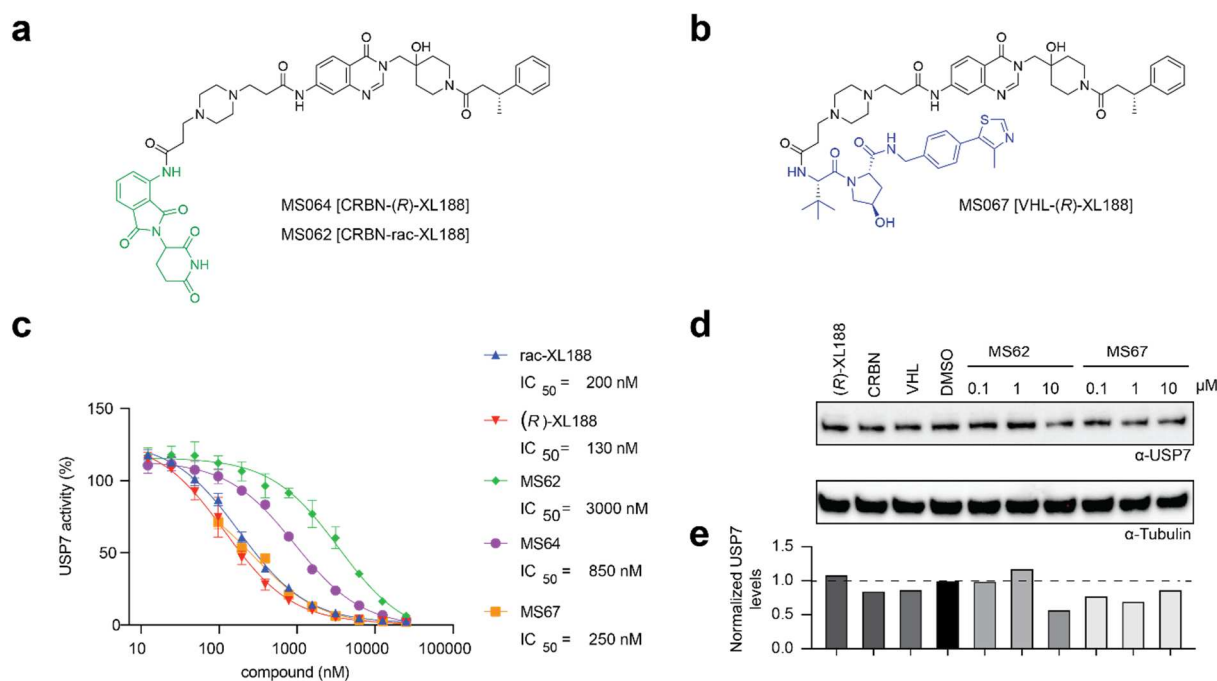 a
b
O
OH
N
N
O
N
H
N
N
N
O
O
NH
O
O
N
O
O
NH
O
MS064 [CRBN-(R)-XL188]
MS062 [CRBN-rac-XL188]
O
OH
N
N
O
N
H
N
N
N
O
O
HN
O
N
O
H
N
S
N
OH
MS067 [VHL-(R)-XL188]
c
150
100
50
0
USP7 activity (%)
10 100 1000 10000 100000
compound (nM)
rac-XL188
IC 50 = 200 nM
(R)-XL188
IC 50 = 130 nM
MS62
IC 50 = 3000 nM
MS64
IC 50 = 850 nM
MS67
IC 50 = 250 nM
d
(R)-XL188 CRBN VHL DMSO
MS62 MS67
0.1 1 10 0.1 1 10 µM
α-USP7
α-Tubulin
e
1.5
1.0
0.5
0.0
Normalized USP7
levels